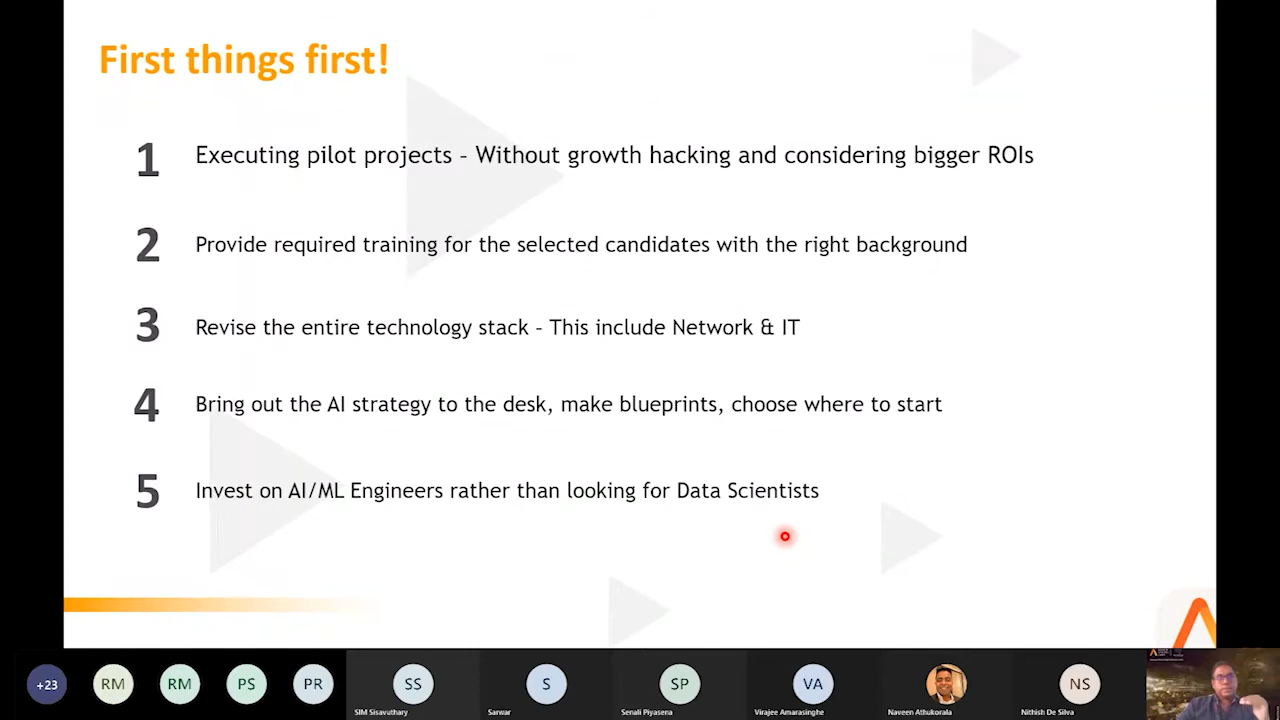 First things first!
1 Executing pilot projects – Without growth hacking and considering bigger ROIs
2 Provide required training for the selected candidates with the right background
3 Revise the entire technology stack – This include Network & IT
4 Bring out the AI strategy to the desk, make blueprints, choose where to start
5 Invest on AI/ML Engineers rather than looking for Data Scientists
+23 RM RM PS PR SS S SP VA NS
SIM Sisavuthary Sarwar Senali Piyasena Virajee Amarasinghe Naveen Athukorala Nithish De Silva